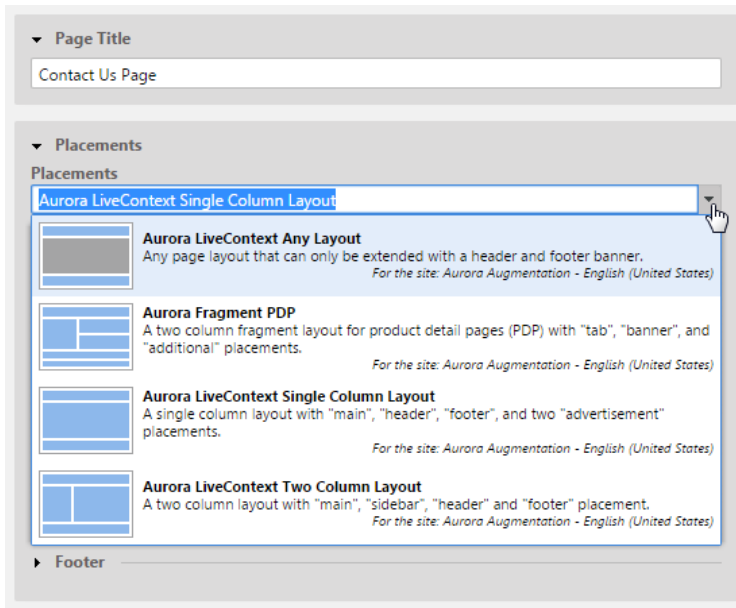 Page Title
Contact Us Page
Placements
Placements
Aurora LiveContext Single Column Layout
Aurora LiveContext Any Layout
Any page layout that can only be extended with a header and footer banner.
For the site: Aurora Augmentation - English (United States)
Aurora Fragment PDP
A two column fragment layout for product detail pages (PDP) with "tab", "banner", and
"additional" placements.
For the site: Aurora Augmentation - English (United States)
Aurora LiveContext Single Column Layout
A single column layout with "main", "header", "footer", and two "advertisement"
placements.
For the site: Aurora Augmentation - English (United States)
Aurora LiveContext Two Column Layout
A two column layout with "main", "sidebar", "header" and "footer" placement.
For the site: Aurora Augmentation - English (United States)
Footer